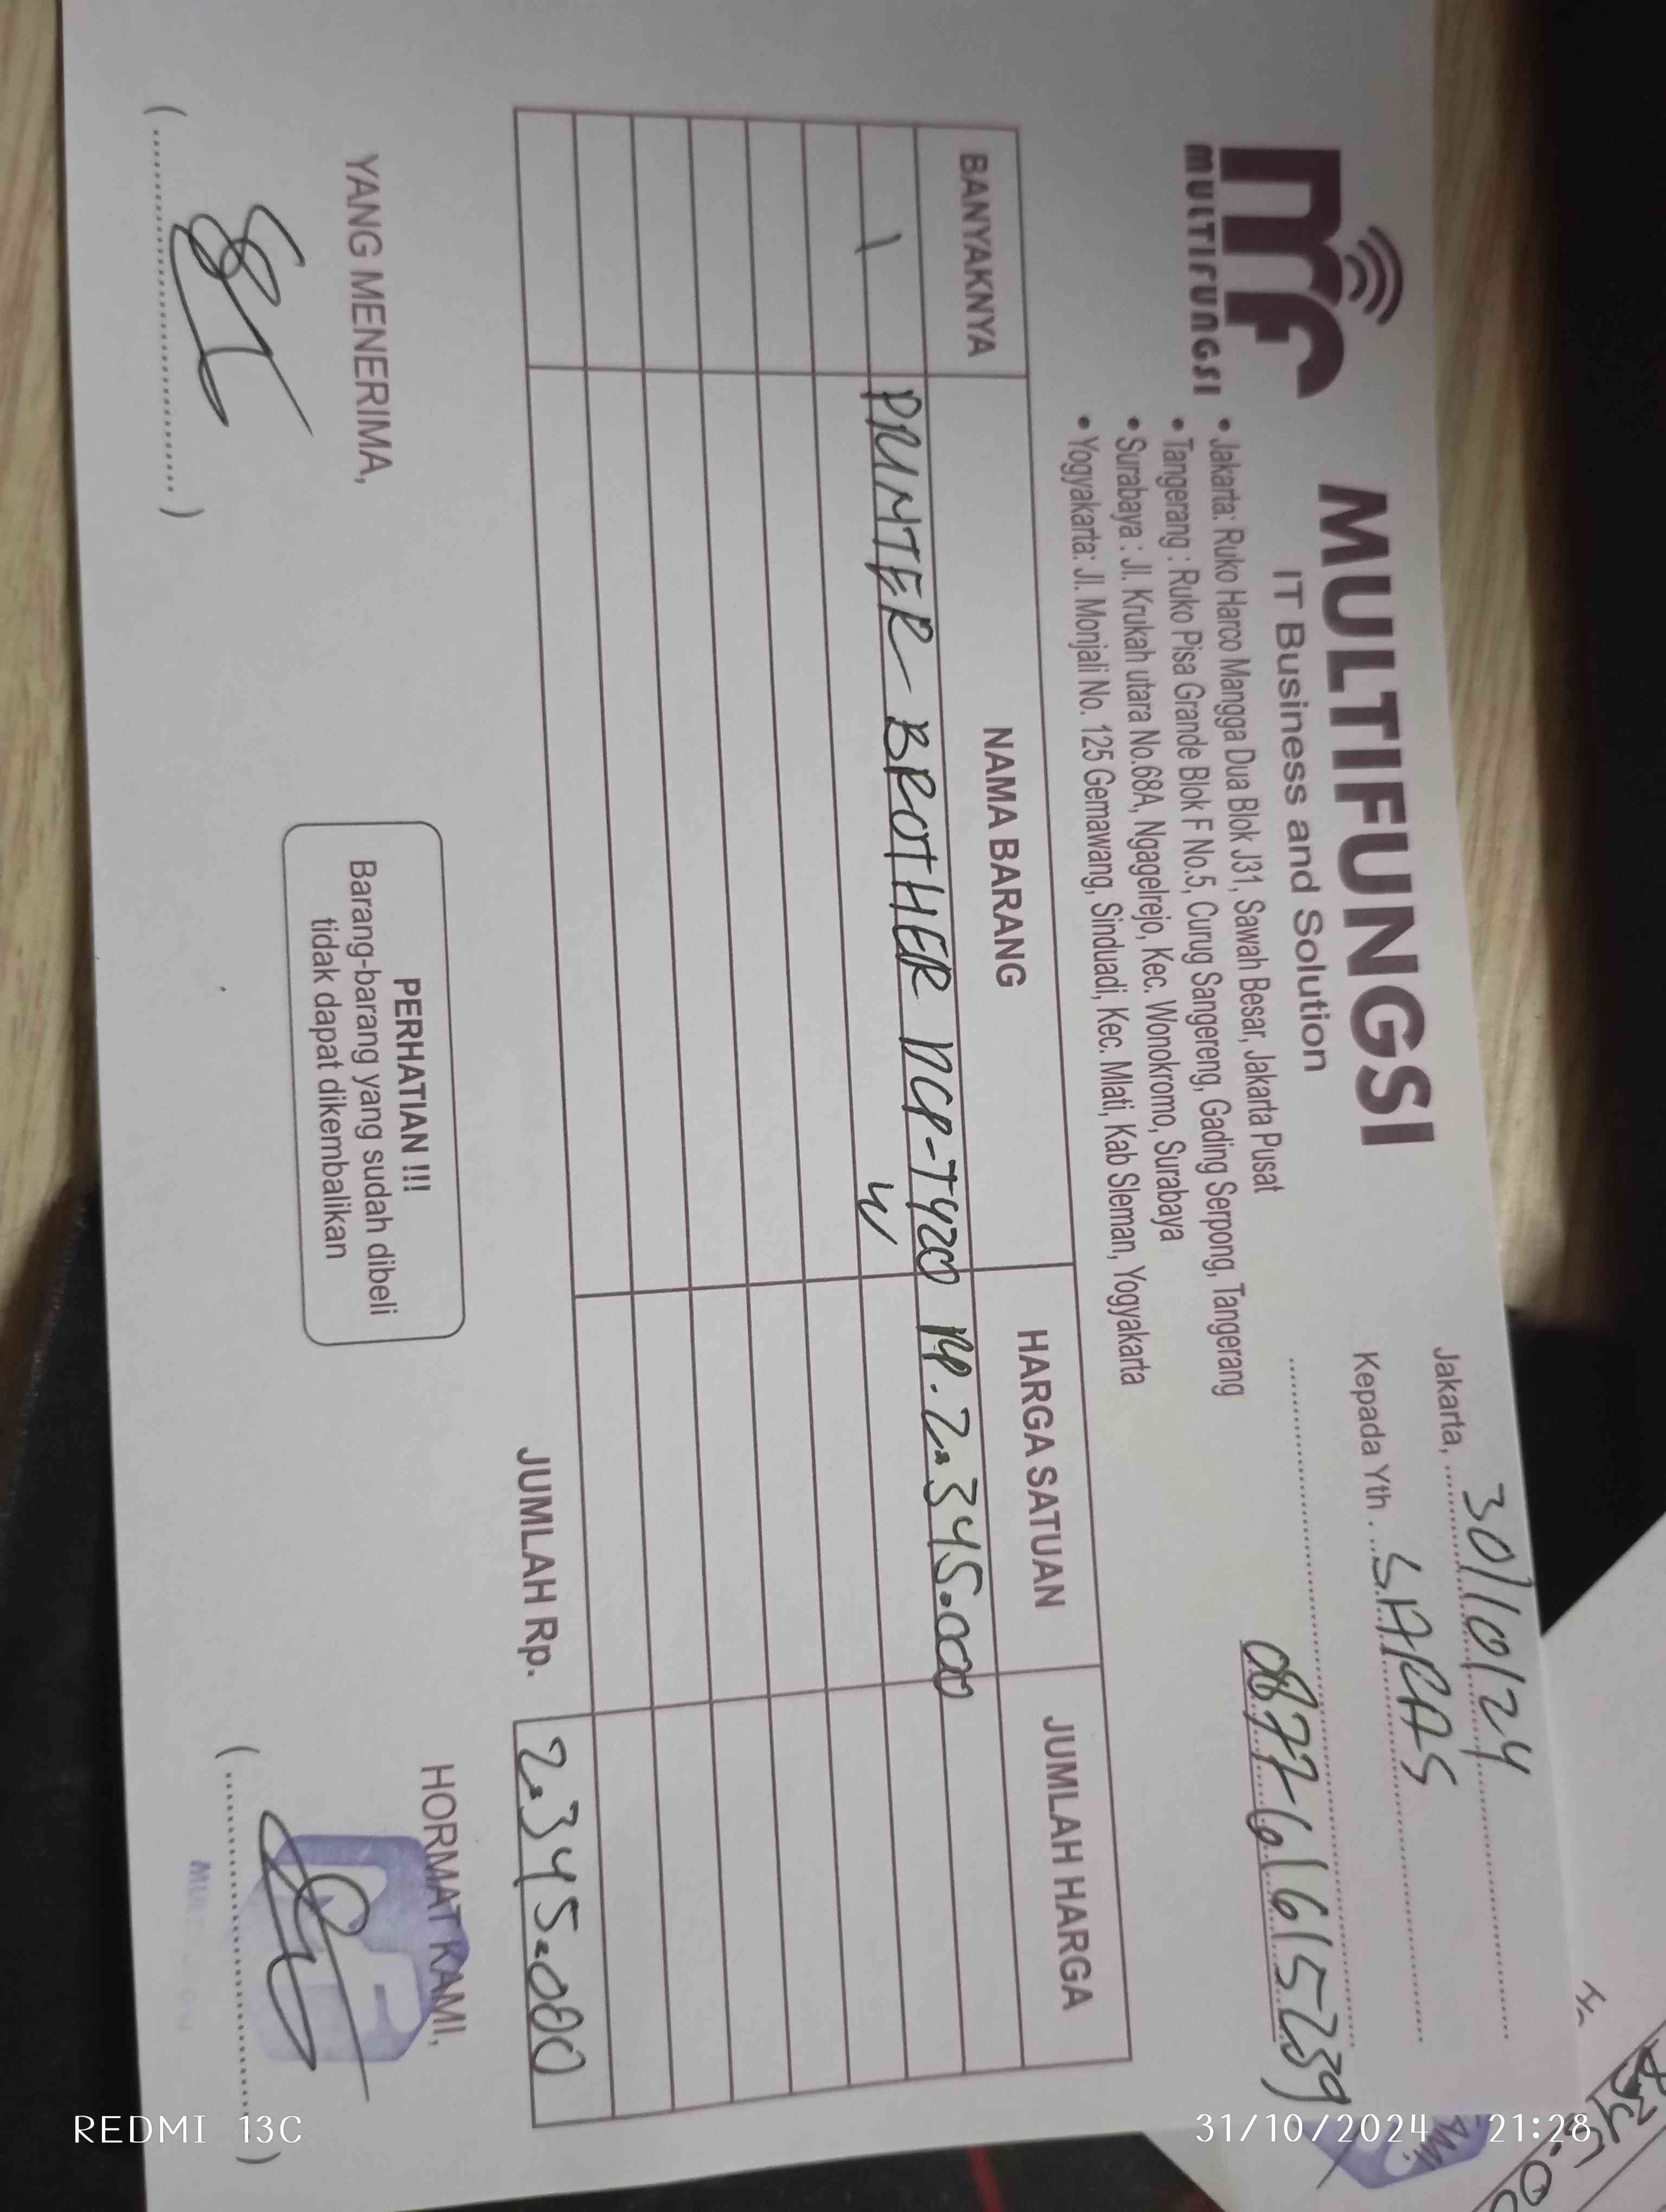 mf
MULTIFUNGSI
MULTIFUNGSI
IT Business and Solution
• Jakarta: Ruko Harco Mangga Dua Blok J31, Sawah Besar, Jakarta Pusat
• Tangerang : Ruko Pisa Grande Blok F No.5, Curug Sangereng, Gading Serpong, Tangerang
• Surabaya : Jl. Krukah utara No.68A, Ngagelrejo, Kec. Wonokromo, Surabaya
• Yogyakarta: Jl. Monjali No. 125 Gemawang, Sinduadi, Kec. Mlati, Kab Sleman, Yogyakarta
Jakarta, 30/10/24
Kepada Yth . SARAS
087761615239
BANYAKNYA NAMA BARANG HARGA SATUAN JUMLAH HARGA
1 PRINTER BROTHER DCP-T420 RP. 2.345.000
W
JUMLAH Rp. 2.345.000
YANG MENERIMA,
PERHATIAN !!!
Barang-barang yang sudah dibeli
tidak dapat dikembalikan
HORMAT KAMI,
REDMI 13C
31/10/2024 21:28